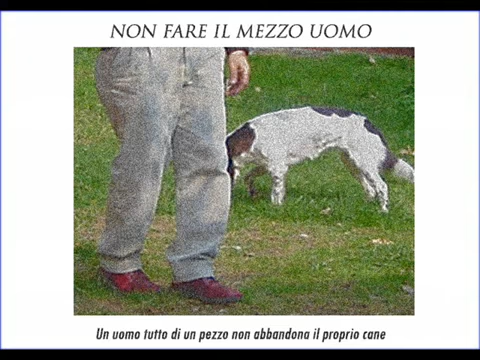 NON FARE IL MEZZO UOMO
Un uomo tutto di un pezzo non abbandona il proprio cane